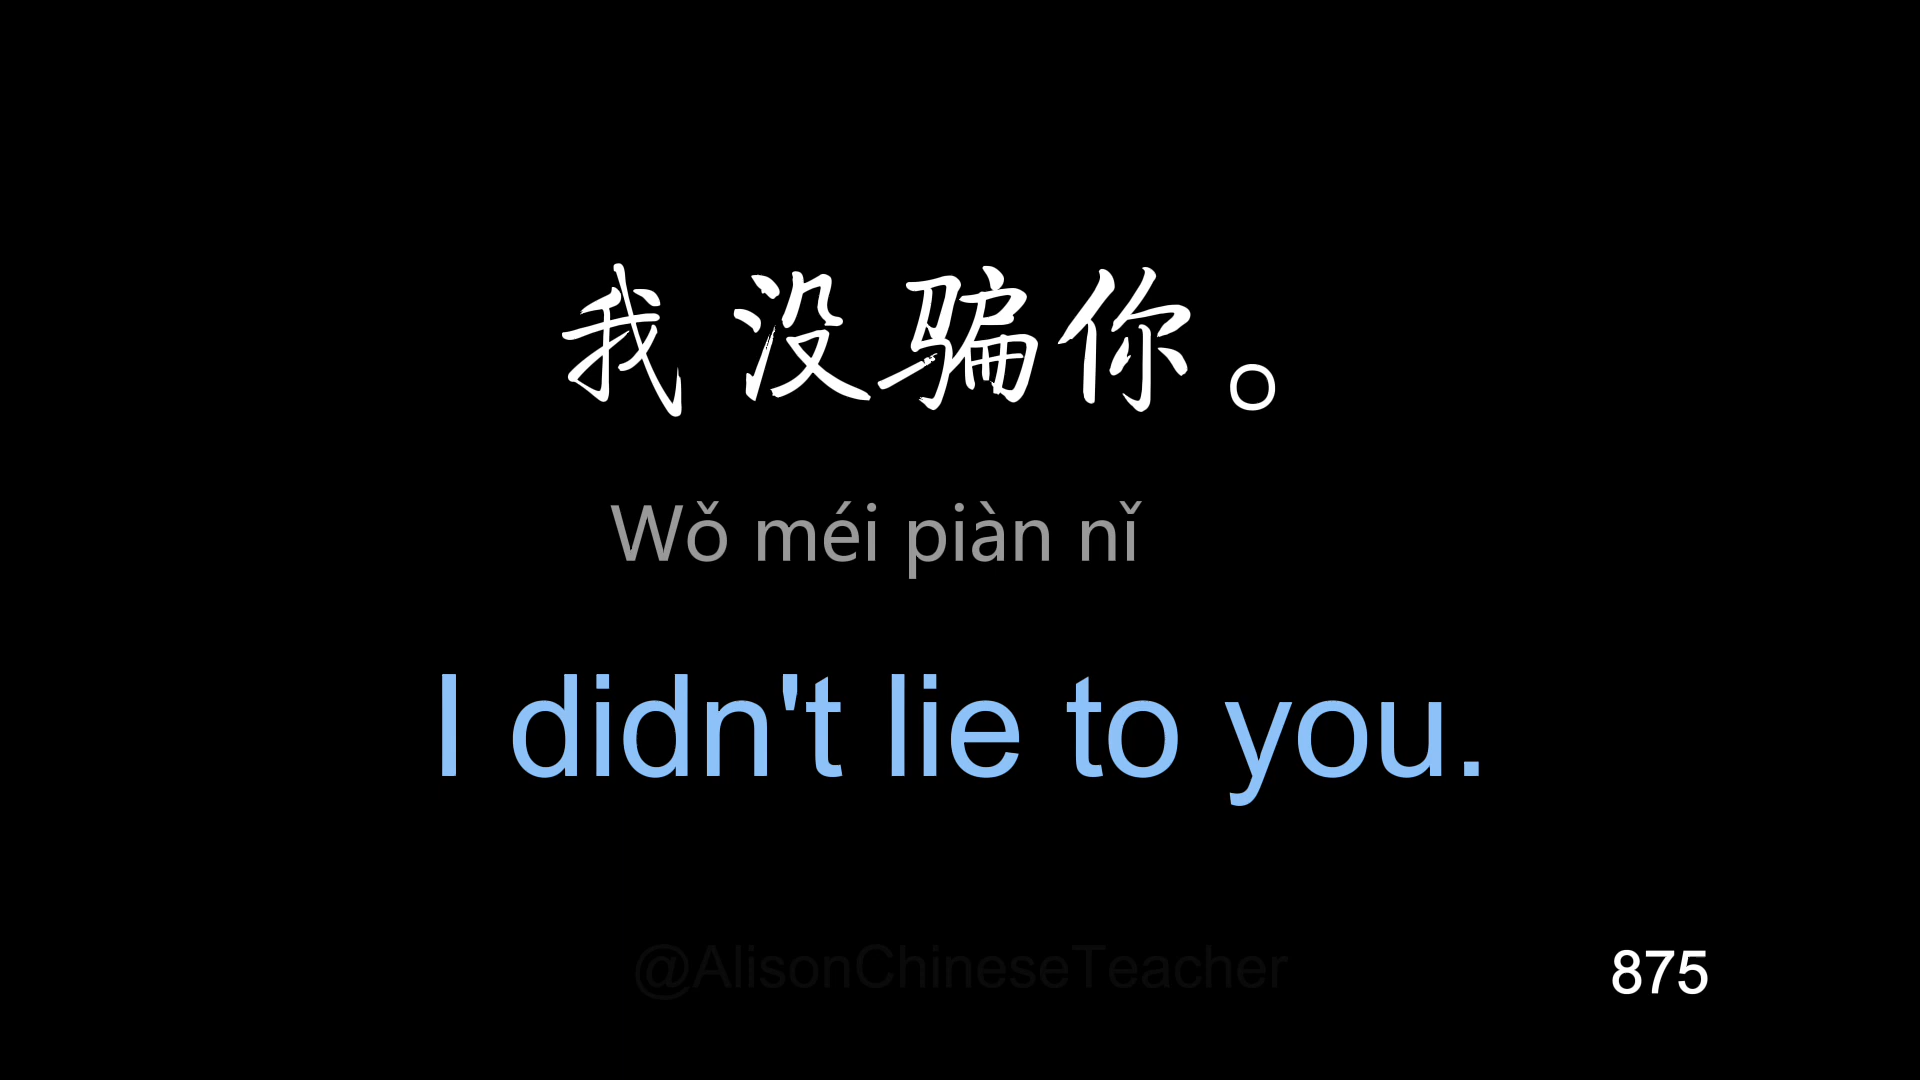 我没骗你。
Wǒ méi piàn nǐ
I didn't lie to you.
@AlisonChineseTeacher
875